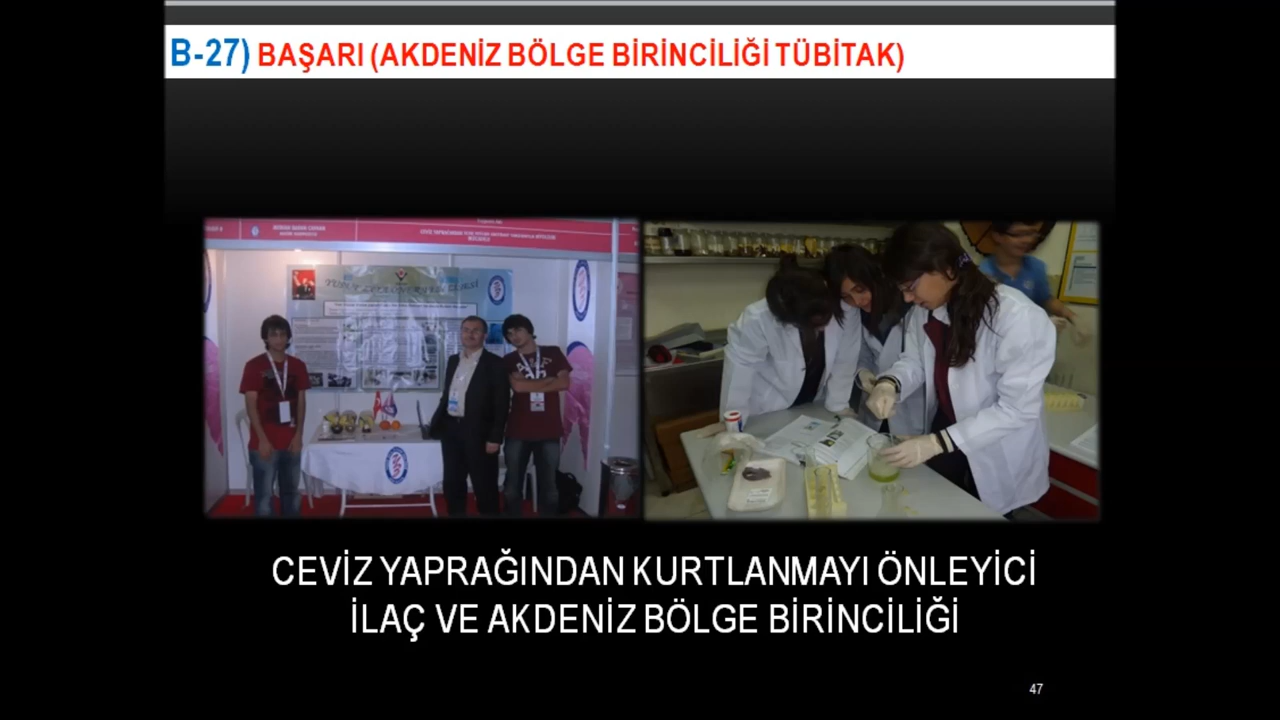 B-27) BAŞARI (AKDENİZ BÖLGE BİRİNCİLİĞİ TÜBİTAK)
CEVİZ YAPRAĞINDAN KURTLANMAYI ÖNLEYİCİ
İLAÇ VE AKDENİZ BÖLGE BİRİNCİLİĞİ
47